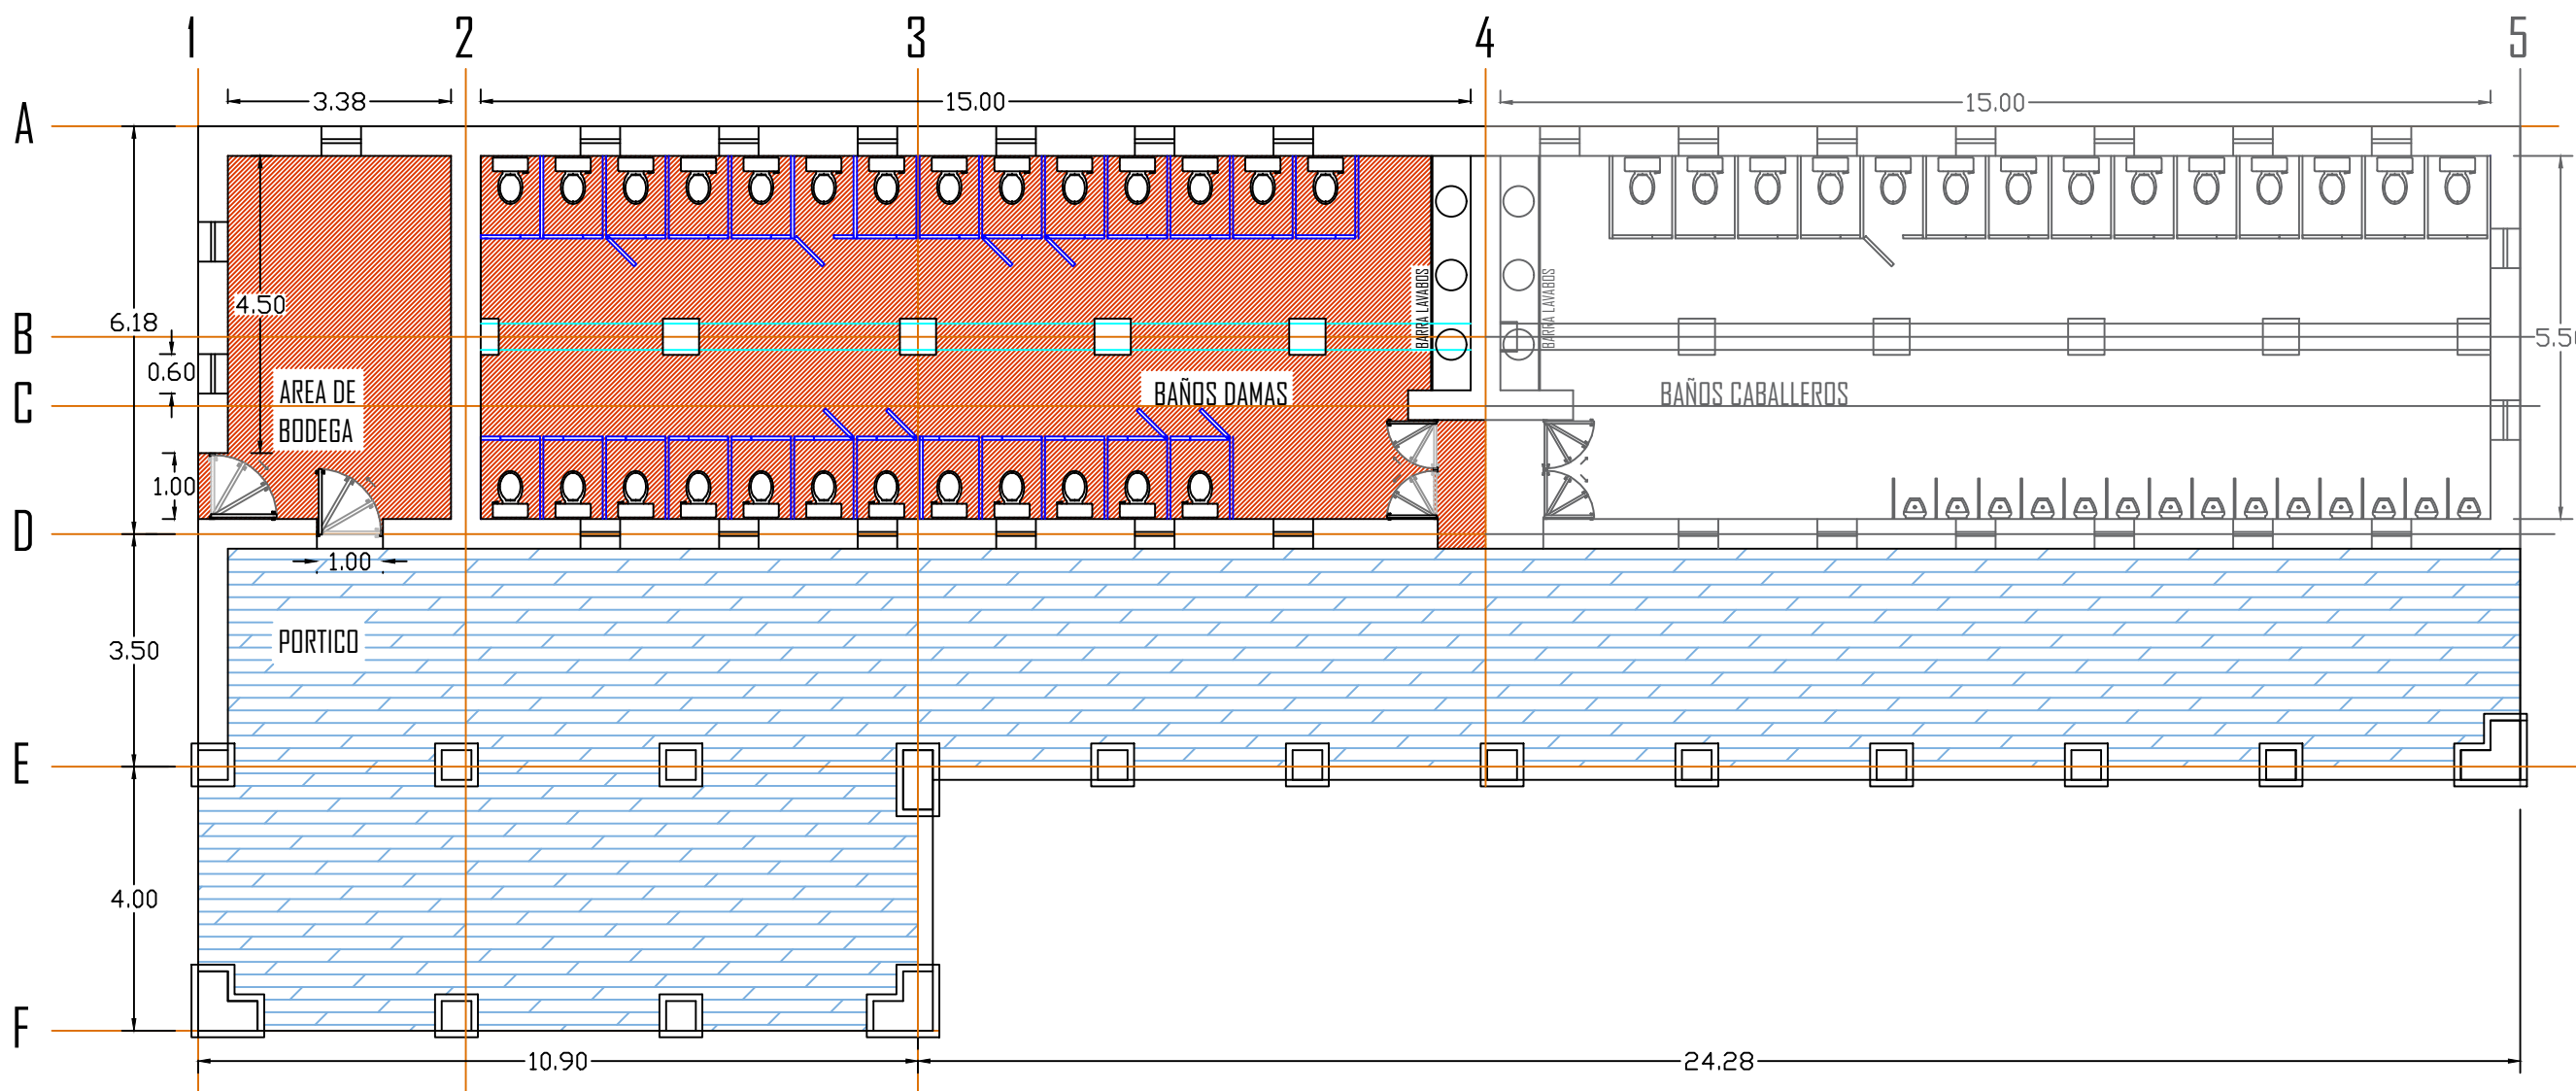 1
2
3
4
5
3.38
15.00
15.00
A
B
C
D
E
F
6.18
4.50
0.60
1.00
AREA DE
BODEGA
BARRA LAVABOS
BARRA LAVABOS
BAÑOS DAMAS
BAÑOS CABALLEROS
1.00
PORTICO
3.50
4.00
10.90
24.28